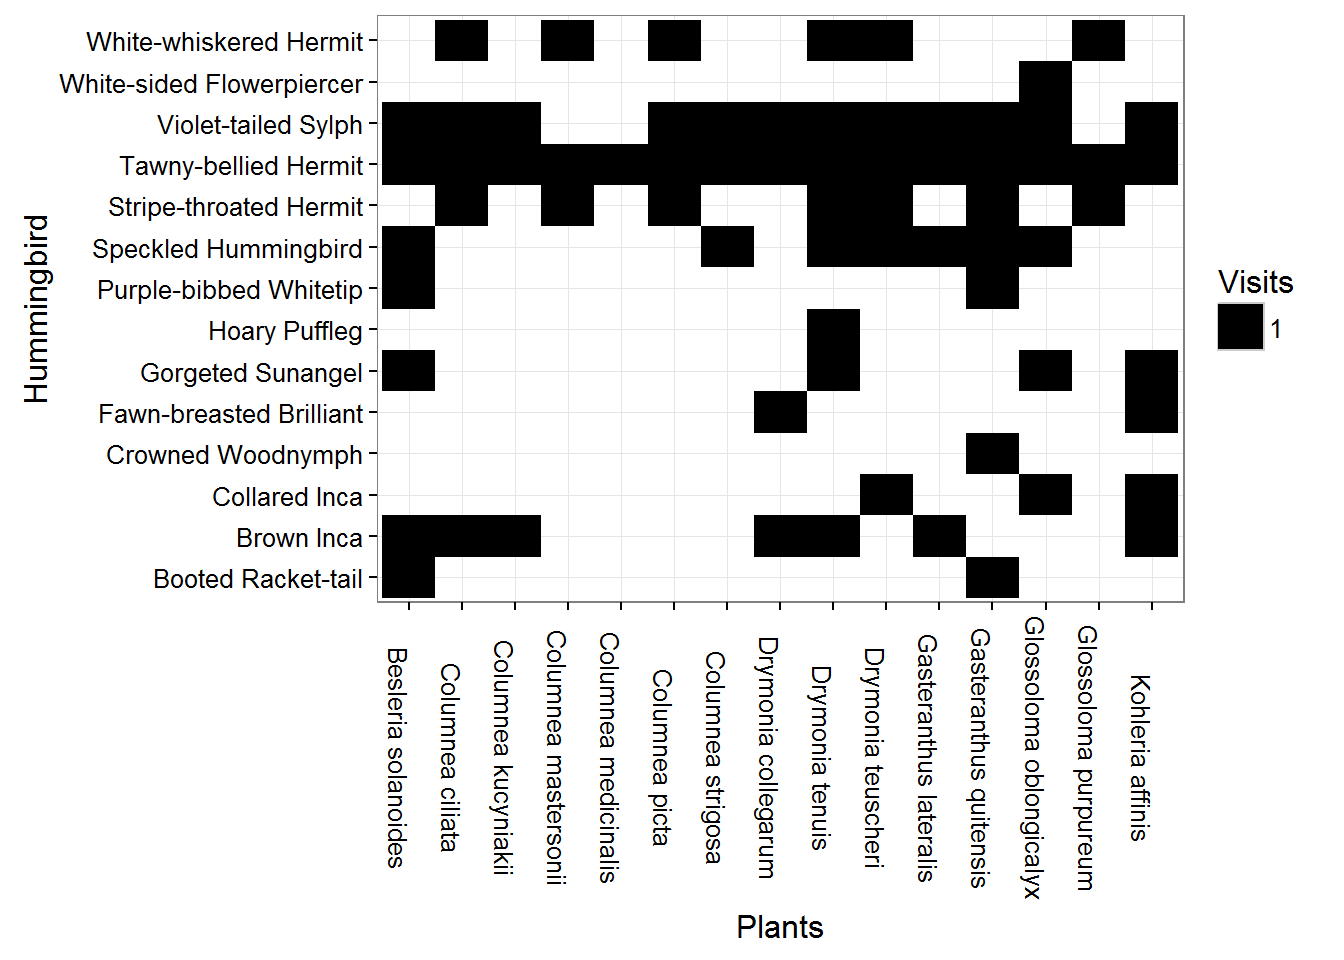 White-whiskered Hermit
White-sided Flowerpiercer
Violet-tailed Sylph
Tawny-bellied Hermit
Stripe-throated Hermit
Speckled Hummingbird
Purple-bibbed Whitetip
Hoary Puffleg
Gorgeted Sunangel
Fawn-breasted Brilliant
Crowned Woodnymph
Collared Inca
Brown Inca
Booted Racket-tail
Hummingbird
Besleria solanoides
Columnea ciliata
Columnea kucyniakii
Columnea mastersonii
Columnea medicinalis
Columnea picta
Columnea strigosa
Drymonia collegarum
Drymonia tenuis
Drymonia teuscheri
Gasteranthus lateralis
Gasteranthus quitensis
Glossoloma oblongicalyx
Glossoloma purpureum
Kohleria affinis
Plants
Visits
1